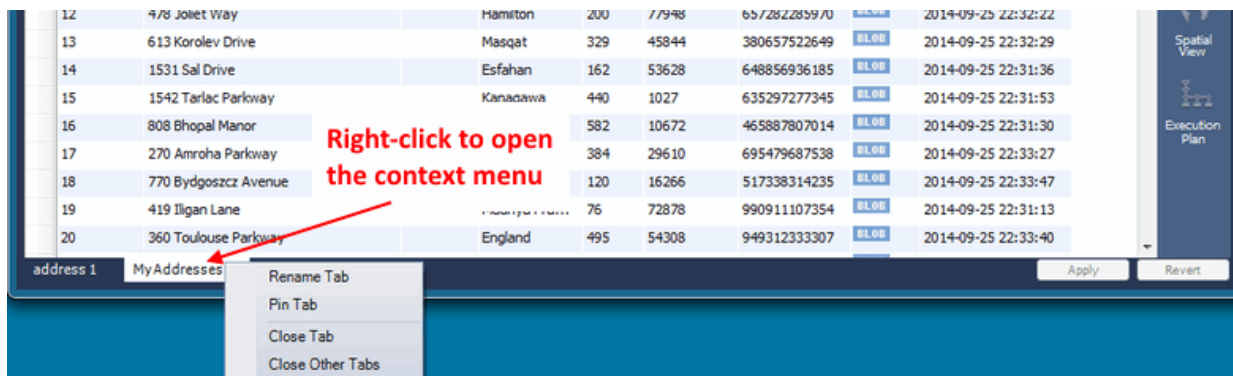 12 478 Joliet Way Hamilton 200 77948 657282285970 BLOB 2014-09-25 22:32:22
13 613 Korolev Drive Masqat 329 45844 380657522649 BLOB 2014-09-25 22:32:29
Spatial
View
14 1531 Sal Drive Esfahan 162 53628 648856936185 BLOB 2014-09-25 22:31:36
15 1542 Tarlac Parkway Kanagawa 440 1027 635297277345 BLOB 2014-09-25 22:31:53
16 808 Bhopal Manor 582 10672 465887807014 BLOB 2014-09-25 22:31:30
Execution
Plan
Right-click to open
the context menu
17 270 Amroha Parkway 384 29610 695479687538 BLOB 2014-09-25 22:33:27
18 770 Bydgoszcz Avenue 120 16266 517338314235 BLOB 2014-09-25 22:33:47
19 419 Iligan Lane 76 72878 990911107354 BLOB 2014-09-25 22:31:13
20 360 Toulouse Parkway England 495 54308 949312333307 BLOB 2014-09-25 22:33:40
address 1 MyAddresses Apply Revert
Rename Tab
Pin Tab
Close Tab
Close Other Tabs